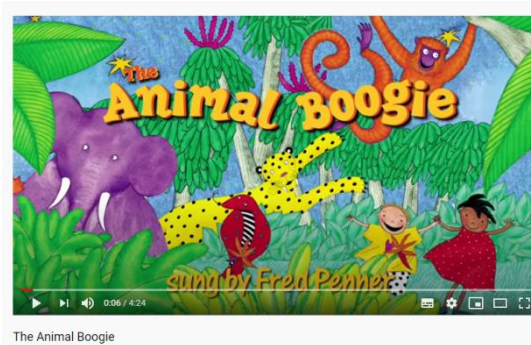 The
Animal Boogie
sung by Fred Penner
0:06 / 4:24
The Animal Boogie